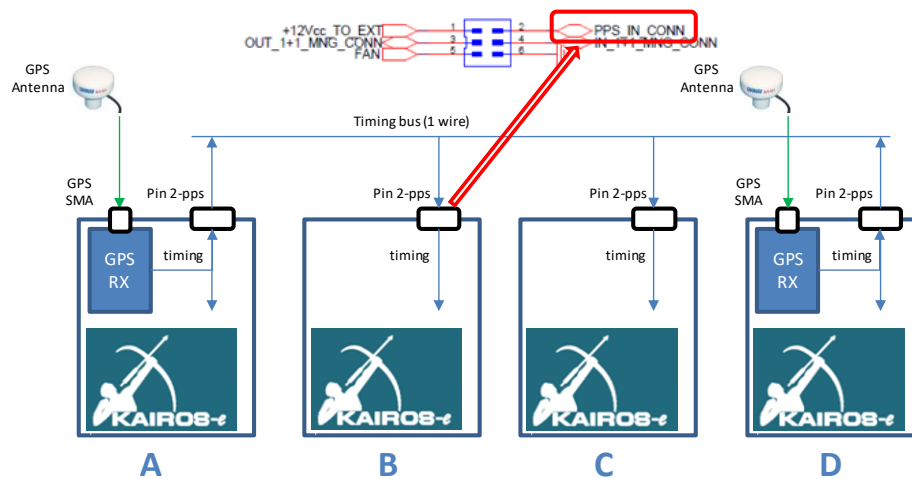 +12Vcc_TO_EXT 1 2 PPS_IN_CONN
OUT_1+1_MNG_CONN 3 4 IN_1+1_MNG_CONN
FAN 5 6
GPS
Antenna
GPS
Antenna
Timing bus (1 wire)
GPS
SMA
Pin 2-pps
Pin 2-pps
Pin 2-pps
GPS
SMA
Pin 2-pps
GPS
RX
timing
timing
timing
GPS
RX
timing
KAIROS-e
KAIROS-e
KAIROS-e
KAIROS-e
A
B
C
D